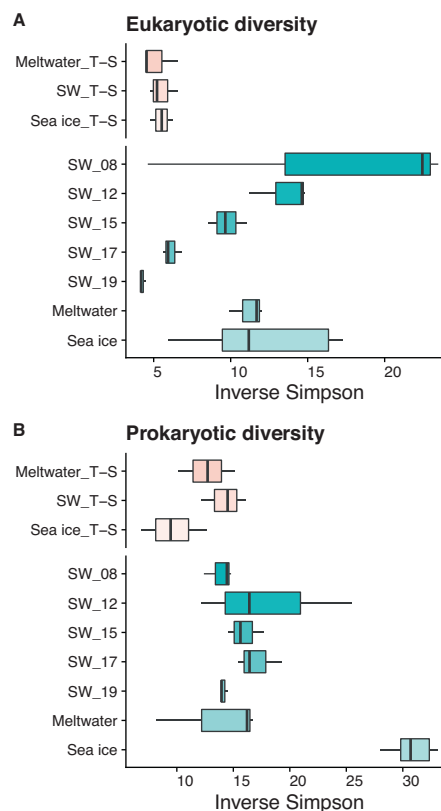 A
Eukaryotic diversity
Meltwater_T−S
SW_T−S
Sea ice_T−S
SW_08
SW_12
SW_15
SW_17
SW_19
Meltwater
Sea ice
5 10 15 20
Inverse Simpson
B
Prokaryotic diversity
Meltwater_T−S
SW_T−S
Sea ice_T−S
SW_08
SW_12
SW_15
SW_17
SW_19
Meltwater
Sea ice
10 15 20 25 30
Inverse Simpson